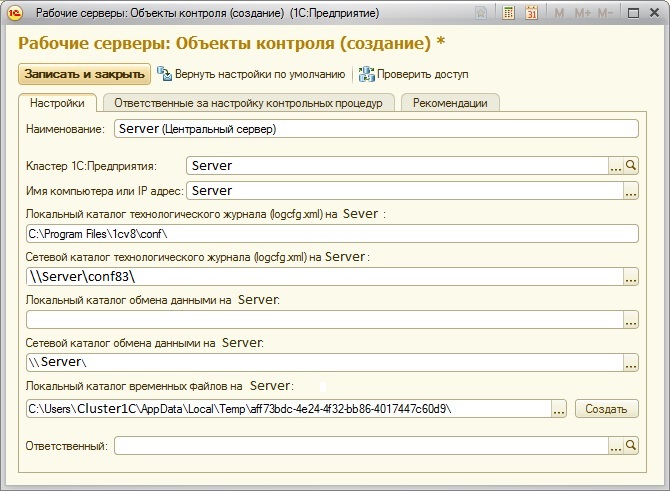 Рабочие серверы: Объекты контроля (создание) (1С:Предприятие)
M M+ M-
Рабочие серверы: Объекты контроля (создание) *
Записать и закрыть Вернуть настройки по умолчанию Проверить доступ
Настройки Ответственные за настройку контрольных процедур Рекомендации
Наименование: Server (Центральный сервер)
Кластер 1С:Предприятия: Server ...
Имя компьютера или IP адрес: Server ...
Локальный каталог технологического журнала (logcfg.xml) на Sever :
C:\Program Files\1cv8\conf\
Сетевой каталог технологического журнала (logcfg.xml) на Server :
\\Server\conf83\ ...
Локальный каталог обмена данными на Server:
...
Сетевой каталог обмена данными на Server:
\\Server\ ...
Локальный каталог временных файлов на Server:
C:\Users\Cluster1C\AppData\Local\Temp\aff73bdc-4e24-4f32-bb86-4017447c60d9\ ... Создать
Ответственный: ...